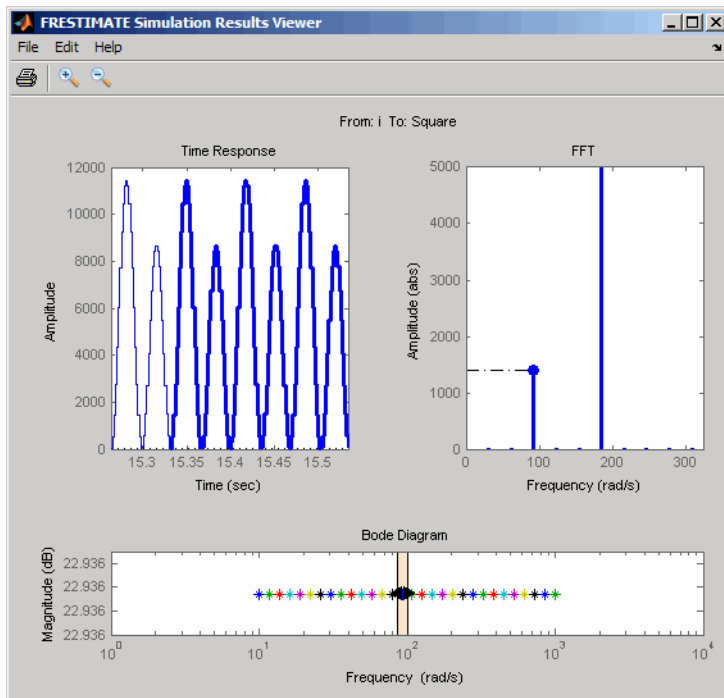 FRESTIMATE Simulation Results Viewer
File Edit Help
From: i To: Square
Time Response
12000
10000
8000
6000
4000
2000
0
Amplitude
15.3 15.35 15.4 15.45 15.5
Time (sec)
FFT
5000
4000
3000
2000
1000
0
Amplitude (abs)
0 100 200 300
Frequency (rad/s)
Bode Diagram
22.936
22.936
22.936
22.936
Magnitude (dB)
10^0 10^1 10^2 10^3 10^4
Frequency (rad/s)